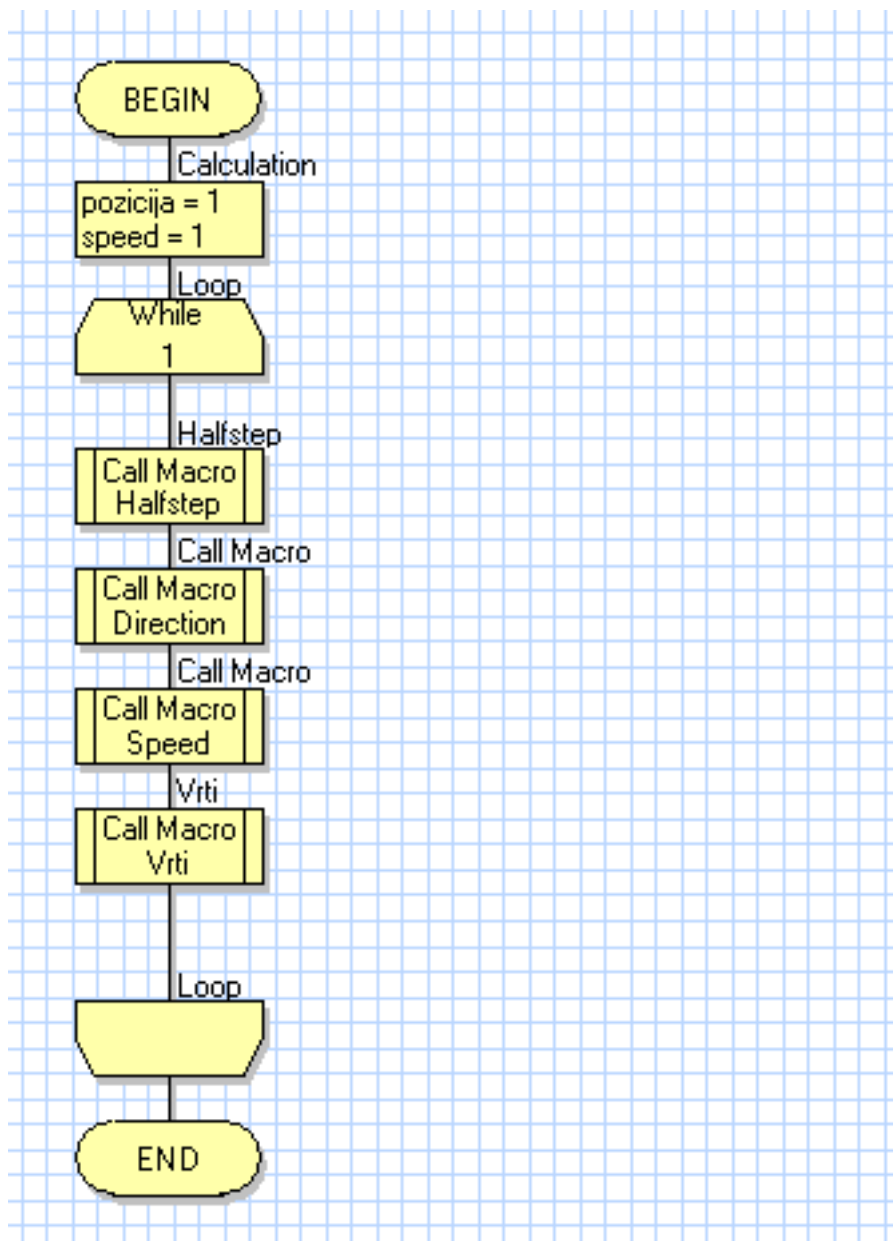 BEGIN
Calculation
pozicija = 1
speed = 1
Loop
While
1
Halfstep
Call Macro
Halfstep
Call Macro
Call Macro
Direction
Call Macro
Call Macro
Speed
Vrti
Call Macro
Vrti
Loop
END